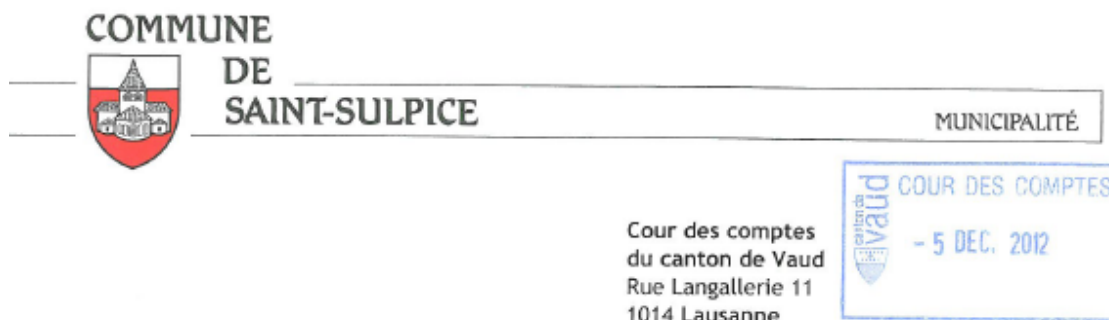 COMMUNE
DE
SAINT-SULPICE
MUNICIPALITÉ
COUR DES COMPTES
canton de
vaud
- 5 DEC. 2012
Cour des comptes
du canton de Vaud
Rue Langallerie 11
1014 Lausanne